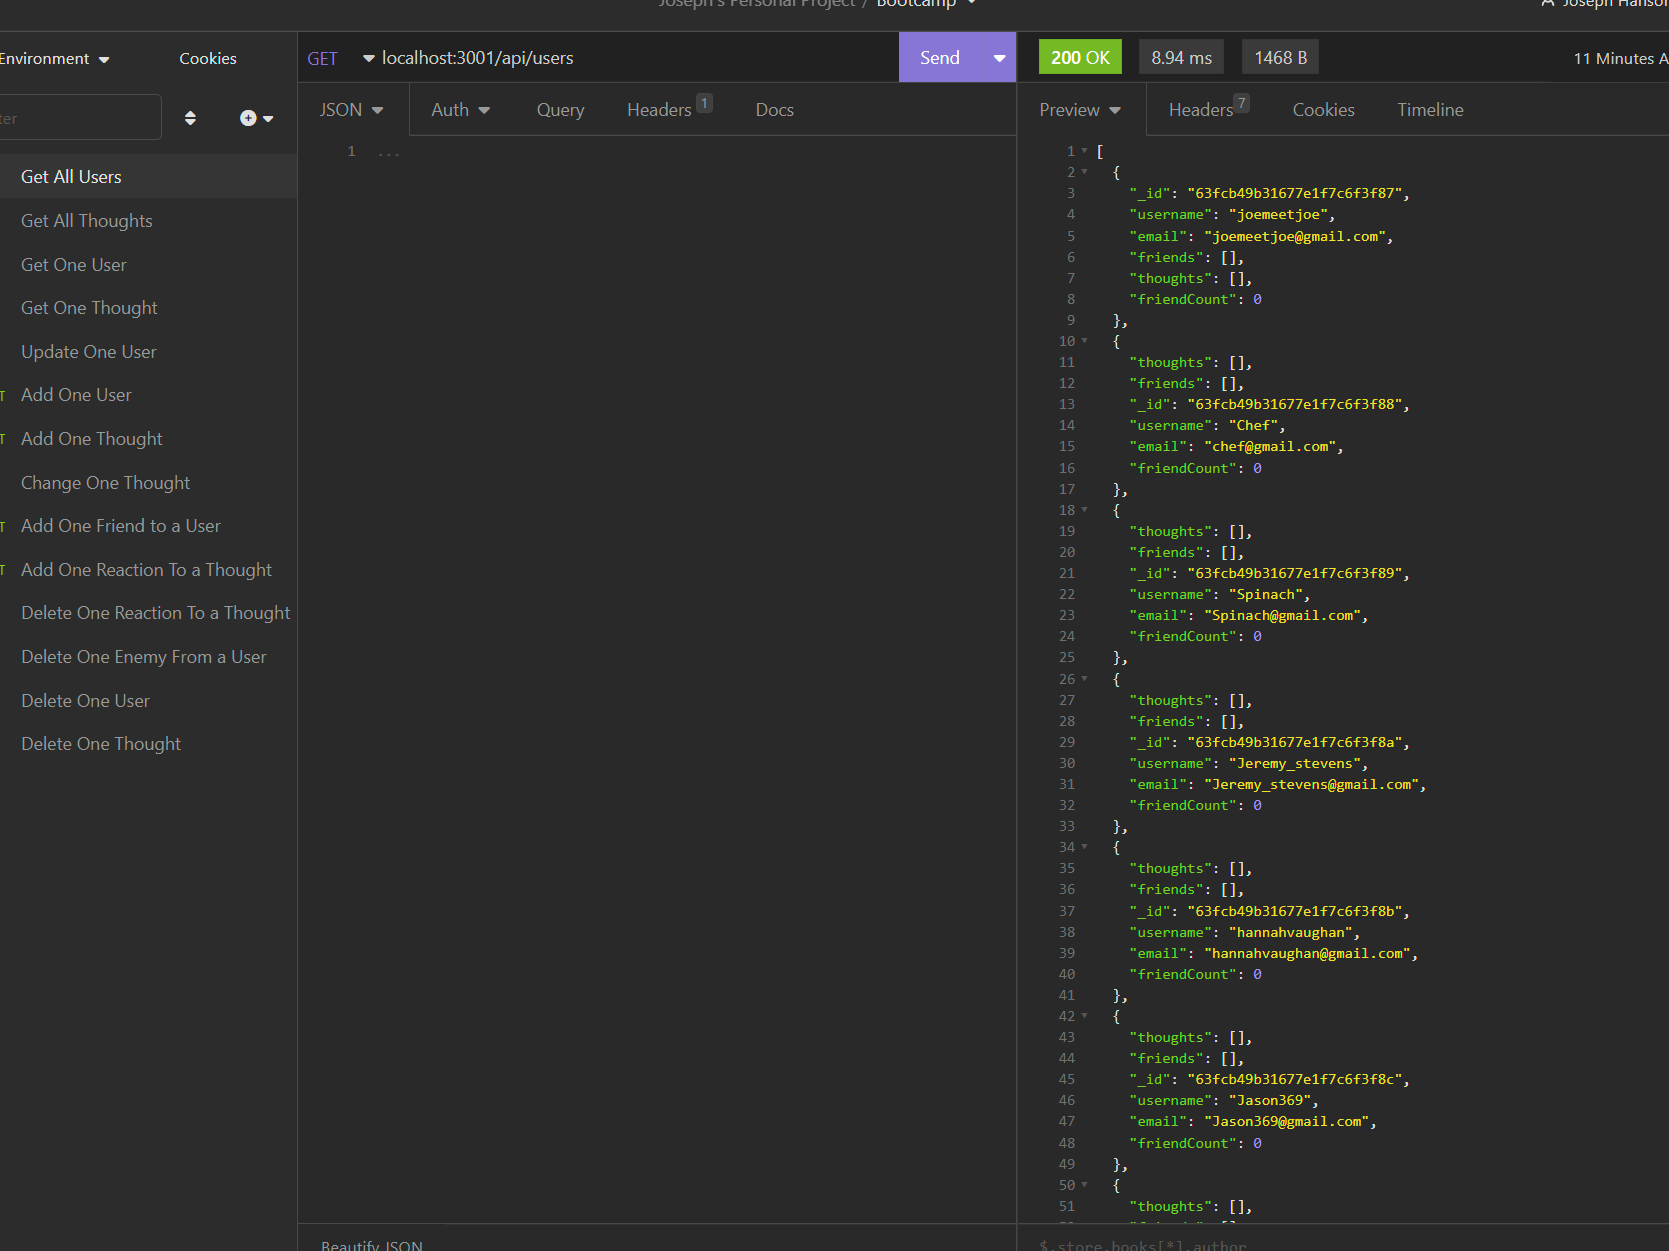 Joseph's Personal Project / Bootcamp
Joseph Hanson
Environment
Cookies
Get All Users
Get All Thoughts
Get One User
Get One Thought
Update One User
T Add One User
T Add One Thought
Change One Thought
T Add One Friend to a User
T Add One Reaction To a Thought
Delete One Reaction To a Thought
Delete One Enemy From a User
Delete One User
Delete One Thought
GET localhost:3001/api/users Send
JSON Auth Query Headers 1 Docs
1 ...
Beautify JSON
200 OK 8.94 ms 1468 B 11 Minutes A
Preview Headers 7 Cookies Timeline
1 [
2 {
3 "_id": "63fcb49b31677e1f7c6f3f87",
4 "username": "joemeetjoe",
5 "email": "joemeetjoe@gmail.com",
6 "friends": [],
7 "thoughts": [],
8 "friendCount": 0
9 },
10 {
11 "thoughts": [],
12 "friends": [],
13 "_id": "63fcb49b31677e1f7c6f3f88",
14 "username": "Chef",
15 "email": "chef@gmail.com",
16 "friendCount": 0
17 },
18 {
19 "thoughts": [],
20 "friends": [],
21 "_id": "63fcb49b31677e1f7c6f3f89",
22 "username": "Spinach",
23 "email": "Spinach@gmail.com",
24 "friendCount": 0
25 },
26 {
27 "thoughts": [],
28 "friends": [],
29 "_id": "63fcb49b31677e1f7c6f3f8a",
30 "username": "Jeremy_stevens",
31 "email": "Jeremy_stevens@gmail.com",
32 "friendCount": 0
33 },
34 {
35 "thoughts": [],
36 "friends": [],
37 "_id": "63fcb49b31677e1f7c6f3f8b",
38 "username": "hannahvaughan",
39 "email": "hannahvaughan@gmail.com",
40 "friendCount": 0
41 },
42 {
43 "thoughts": [],
44 "friends": [],
45 "_id": "63fcb49b31677e1f7c6f3f8c",
46 "username": "Jason369",
47 "email": "Jason369@gmail.com",
48 "friendCount": 0
49 },
50 {
51 "thoughts": [],
$.store.books[*].author